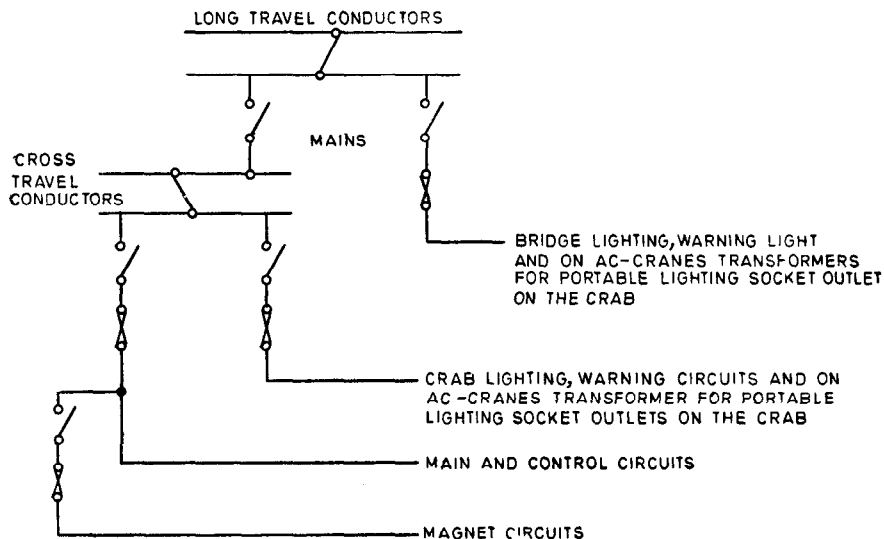 LONG TRAVEL CONDUCTORS
MAINS
CROSS
TRAVEL
CONDUCTORS
BRIDGE LIGHTING, WARNING LIGHT
AND ON AC-CRANES TRANSFORMERS
FOR PORTABLE LIGHTING SOCKET OUTLET
ON THE CRAB
CRAB LIGHTING, WARNING CIRCUITS AND ON
AC-CRANES TRANSFORMER FOR PORTABLE
LIGHTING SOCKET OUTLETS ON THE CRAB
MAIN AND CONTROL CIRCUITS
MAGNET CIRCUITS